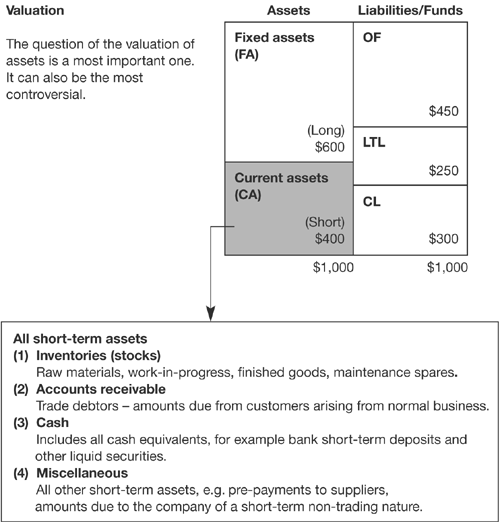 Valuation
The question of the valuation of
assets is a most important one.
It can also be the most
controversial.
Assets
Liabilities/Funds
Fixed assets
(FA)
(Long)
$600
Current assets
(CA)
(Short)
$400
$1,000
OF
$450
LTL
$250
CL
$300
$1,000
All short-term assets
(1) Inventories (stocks)
Raw materials, work-in-progress, finished goods, maintenance spares.
(2) Accounts receivable
Trade debtors – amounts due from customers arising from normal business.
(3) Cash
Includes all cash equivalents, for example bank short-term deposits and
other liquid securities.
(4) Miscellaneous
All other short-term assets, e.g. pre-payments to suppliers,
amounts due to the company of a short-term non-trading nature.